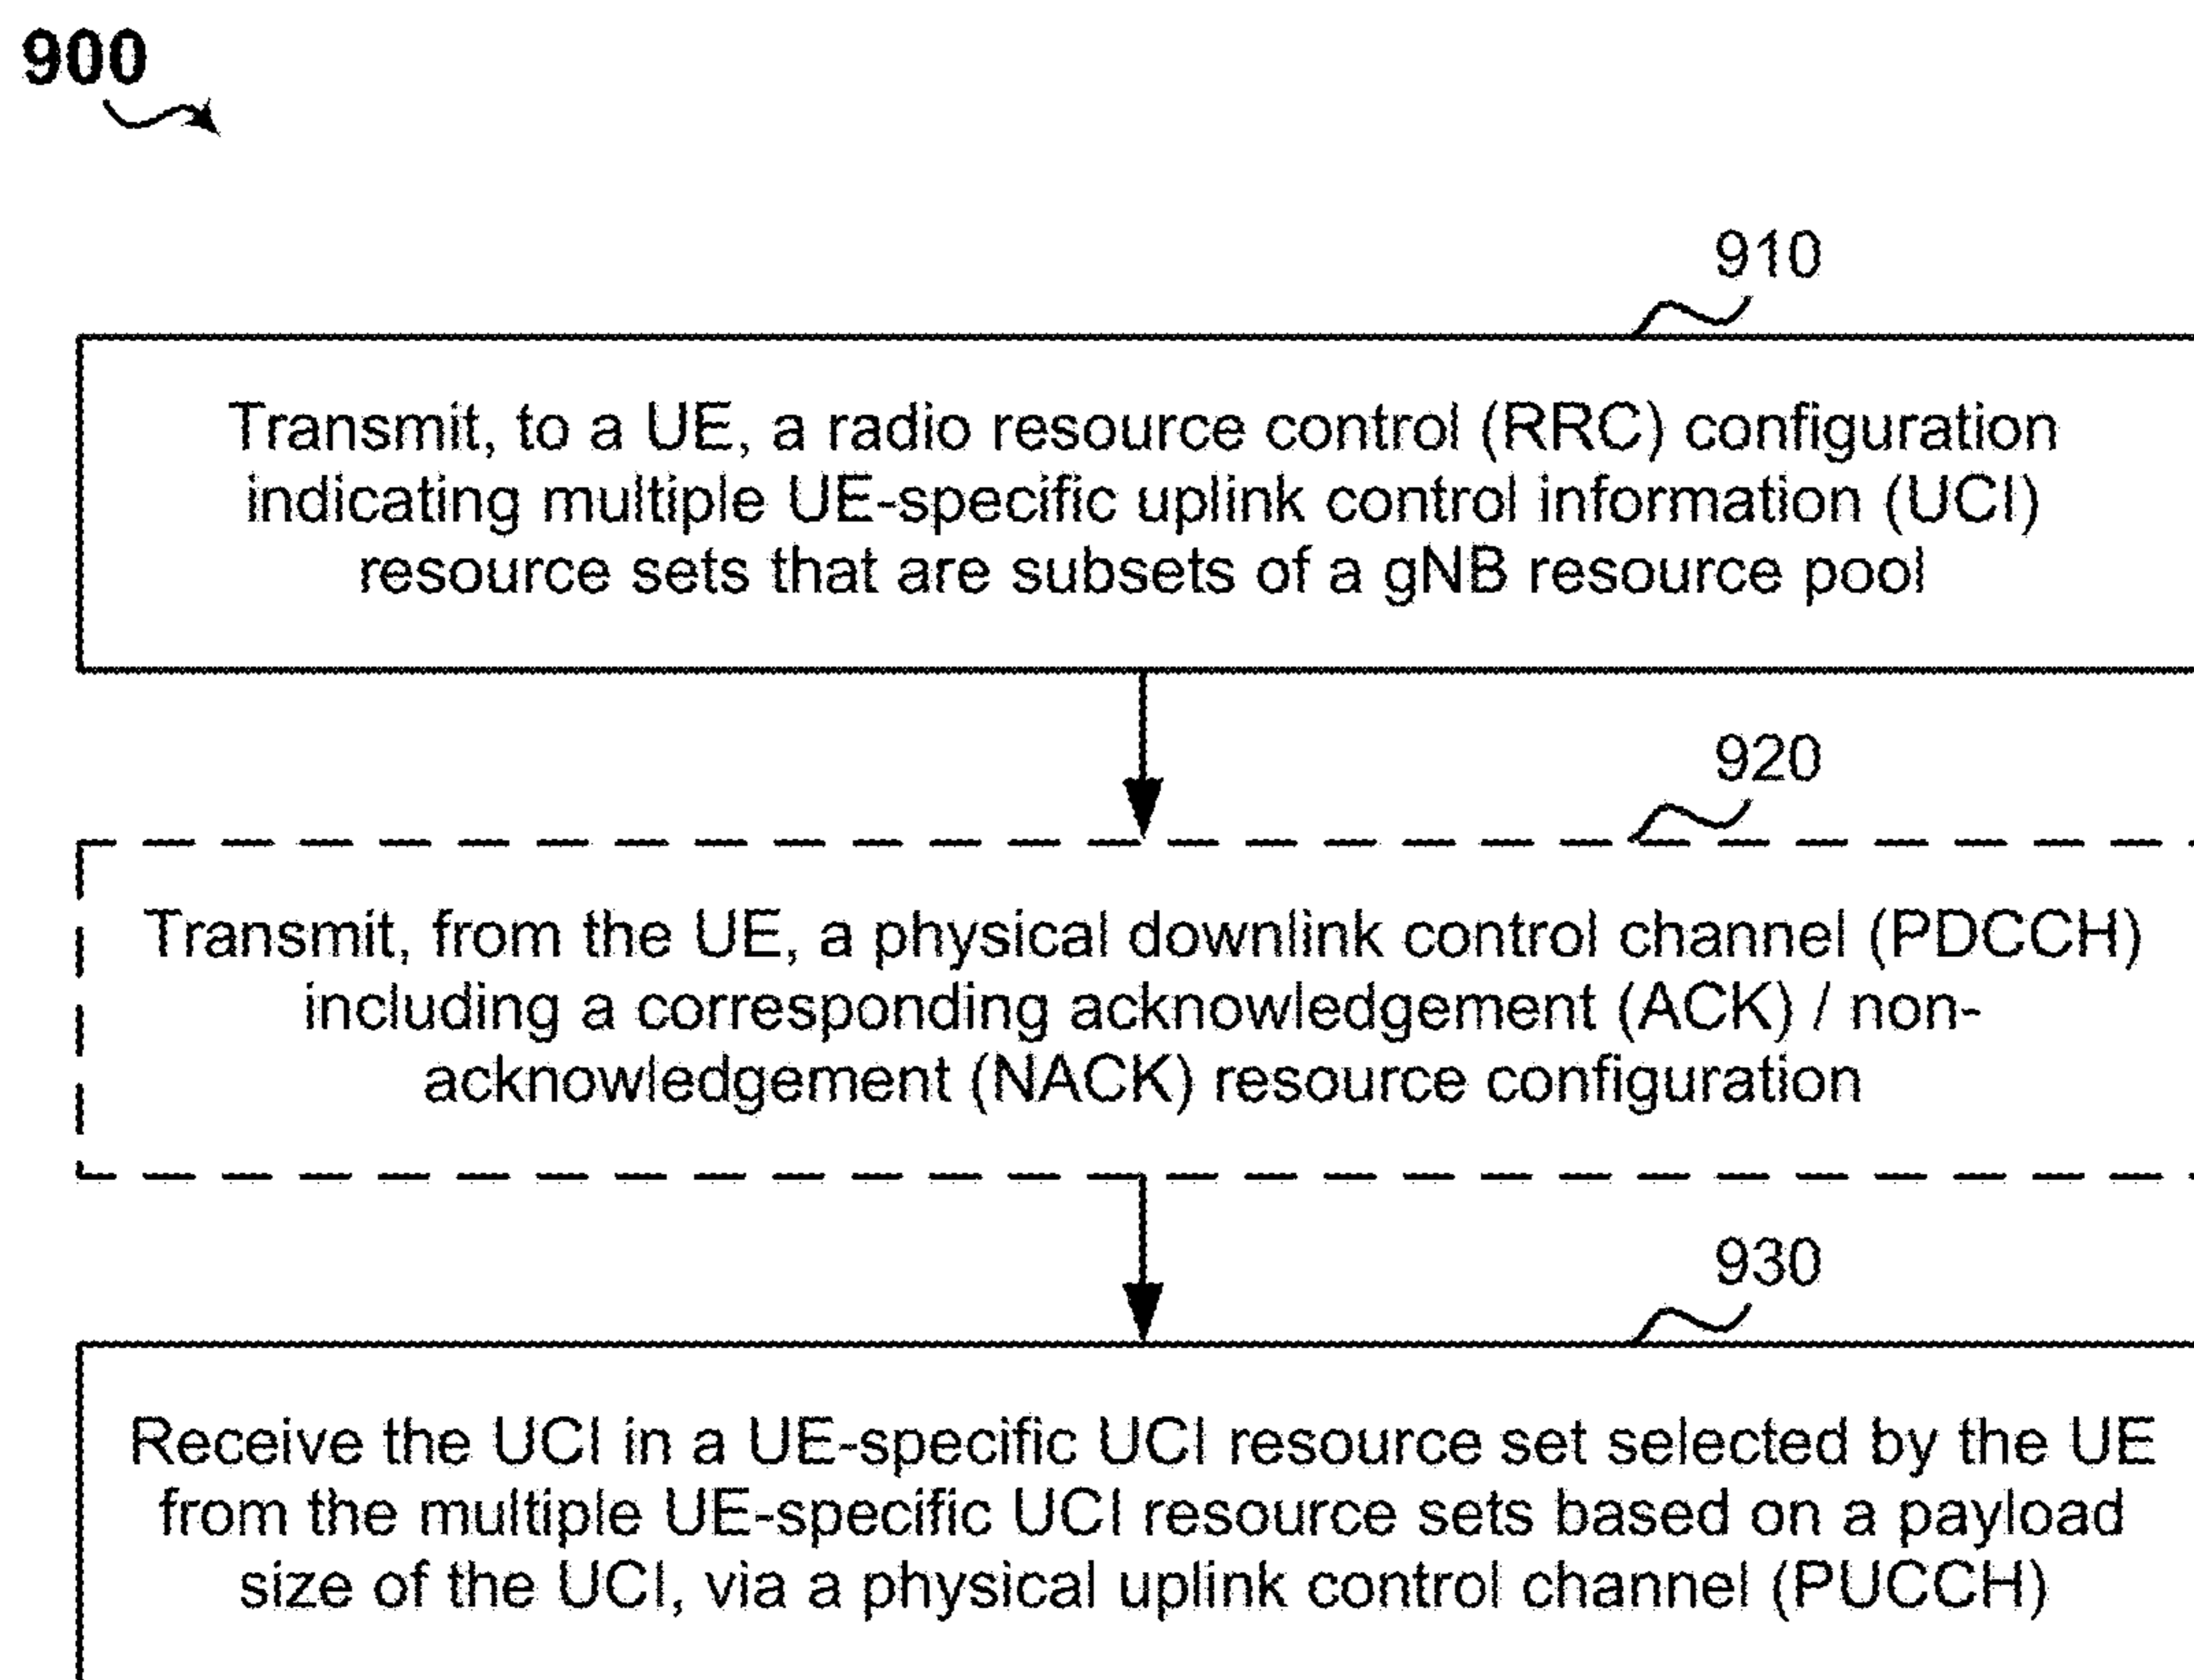 900
910
Transmit, to a UE, a radio resource control (RRC) configuration
indicating multiple UE-specific uplink control information (UCI)
resource sets that are subsets of a gNB resource pool
920
Transmit, from the UE, a physical downlink control channel (PDCCH)
including a corresponding acknowledgement (ACK) / non-
acknowledgement (NACK) resource configuration
930
Receive the UCI in a UE-specific UCI resource set selected by the UE
from the multiple UE-specific UCI resource sets based on a payload
size of the UCI, via a physical uplink control channel (PUCCH)